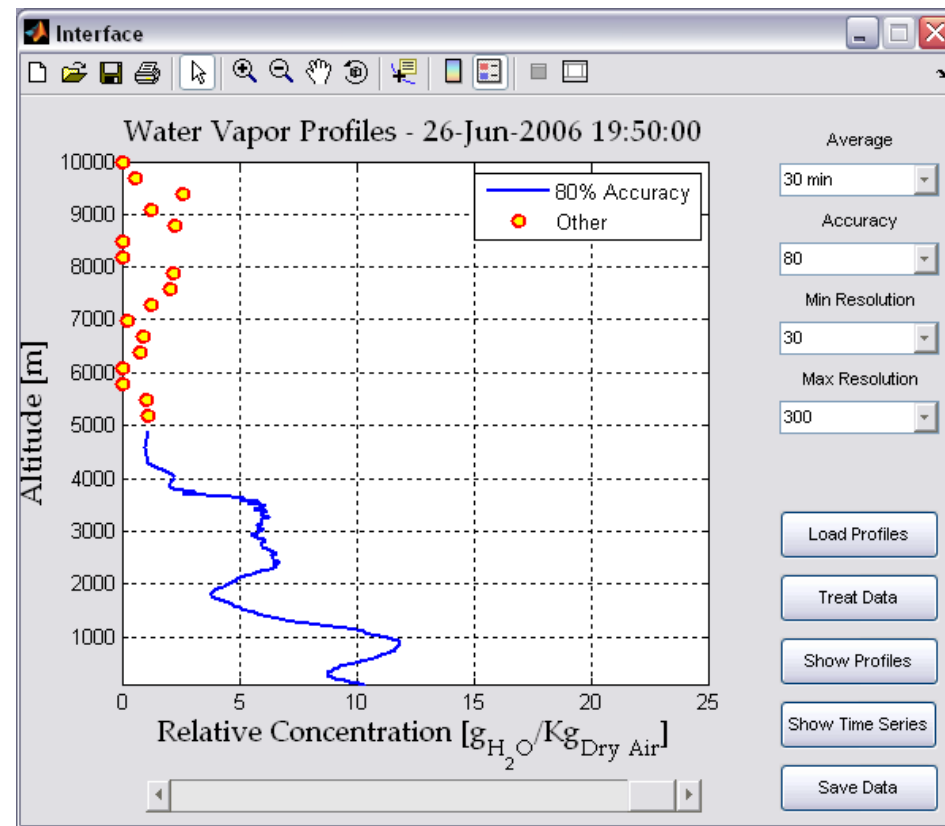 Interface
Water Vapor Profiles - 26-Jun-2006 19:50:00
80% Accuracy
Other
Altitude [m]
10000
9000
8000
7000
6000
5000
4000
3000
2000
1000
0 5 10 15 20 25
Relative Concentration [g_H₂O/Kg_Dry Air]
Average
30 min
Accuracy
80
Min Resolution
30
Max Resolution
300
Load Profiles
Treat Data
Show Profiles
Show Time Series
Save Data